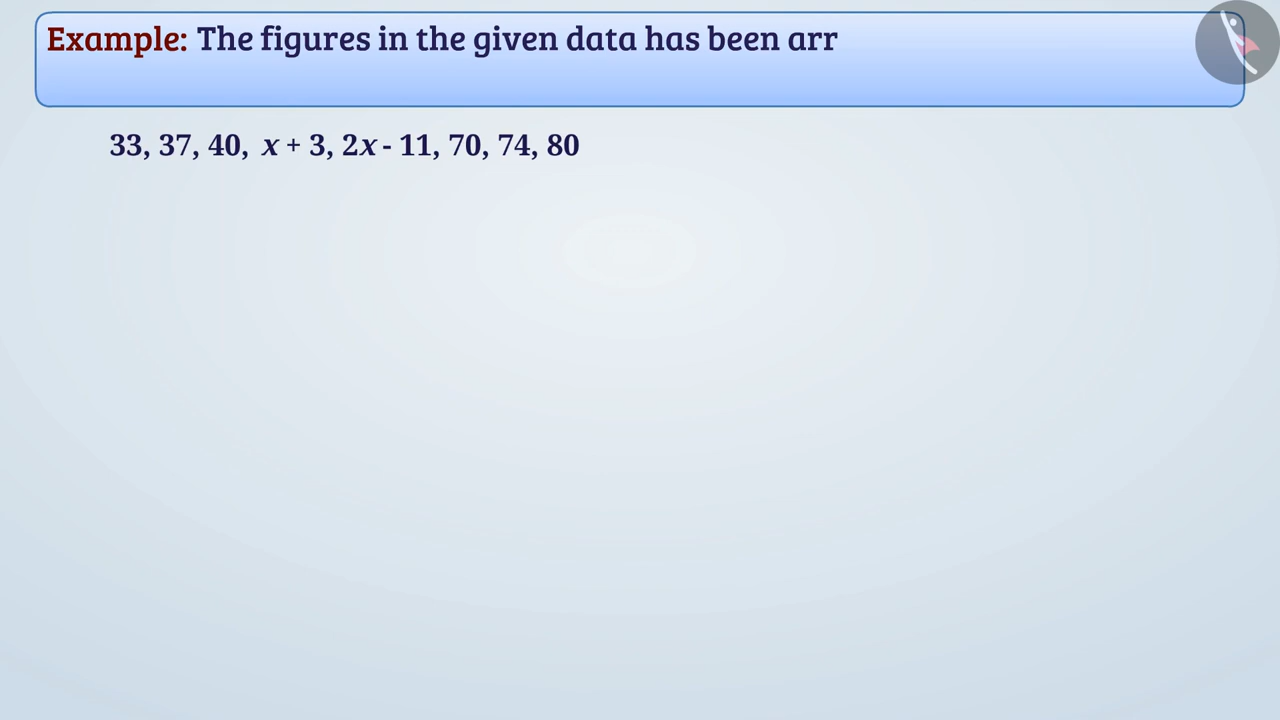 Example: The figures in the given data has been arr
33, 37, 40, x + 3, 2x - 11, 70, 74, 80